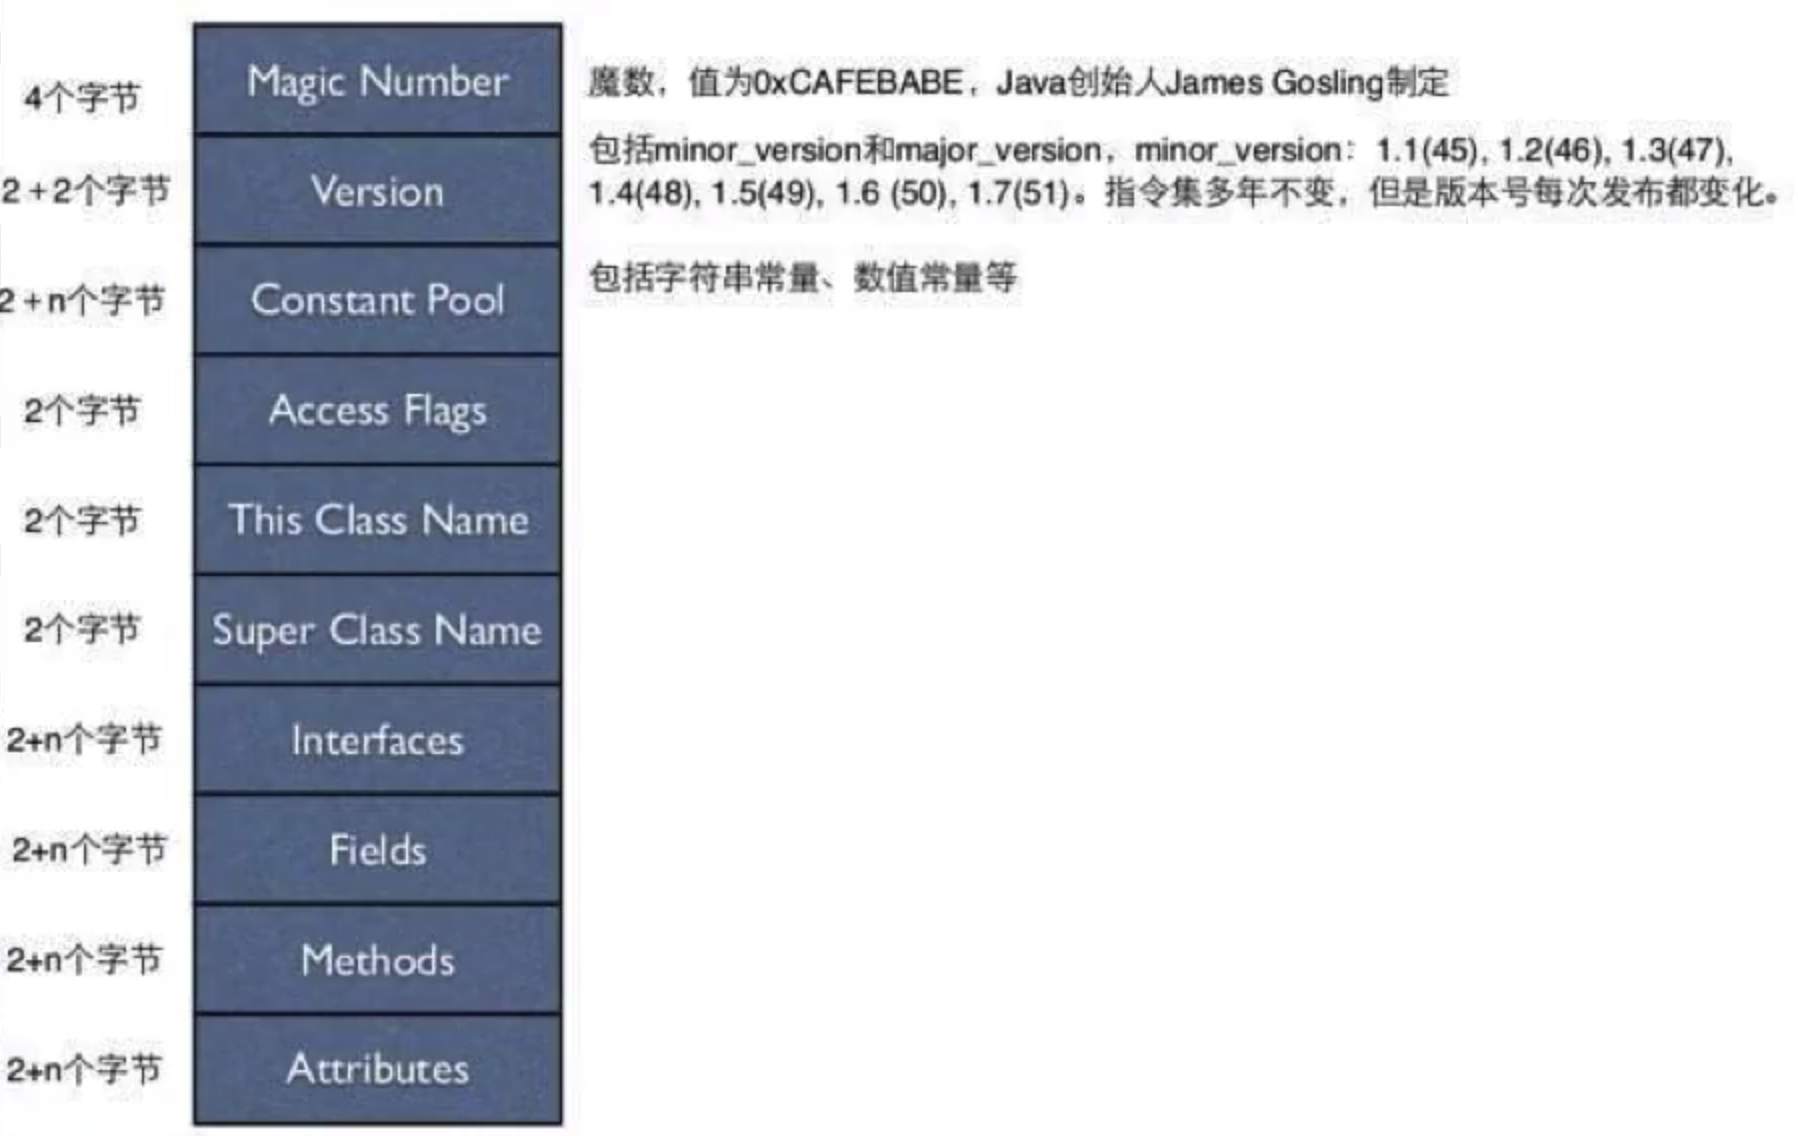 4个字节
Magic Number
魔数，值为0xCAFEBABE，Java创始人James Gosling制定
2 + 2个字节
Version
包括minor_version和major_version，minor_version：1.1(45), 1.2(46), 1.3(47),
1.4(48), 1.5(49), 1.6 (50), 1.7(51)。指令集多年不变，但是版本号每次发布都变化。
2 + n个字节
Constant Pool
包括字符串常量、数值常量等
2个字节
Access Flags
2个字节
This Class Name
2个字节
Super Class Name
2+n个字节
Interfaces
2+n个字节
Fields
2+n个字节
Methods
2+n个字节
Attributes